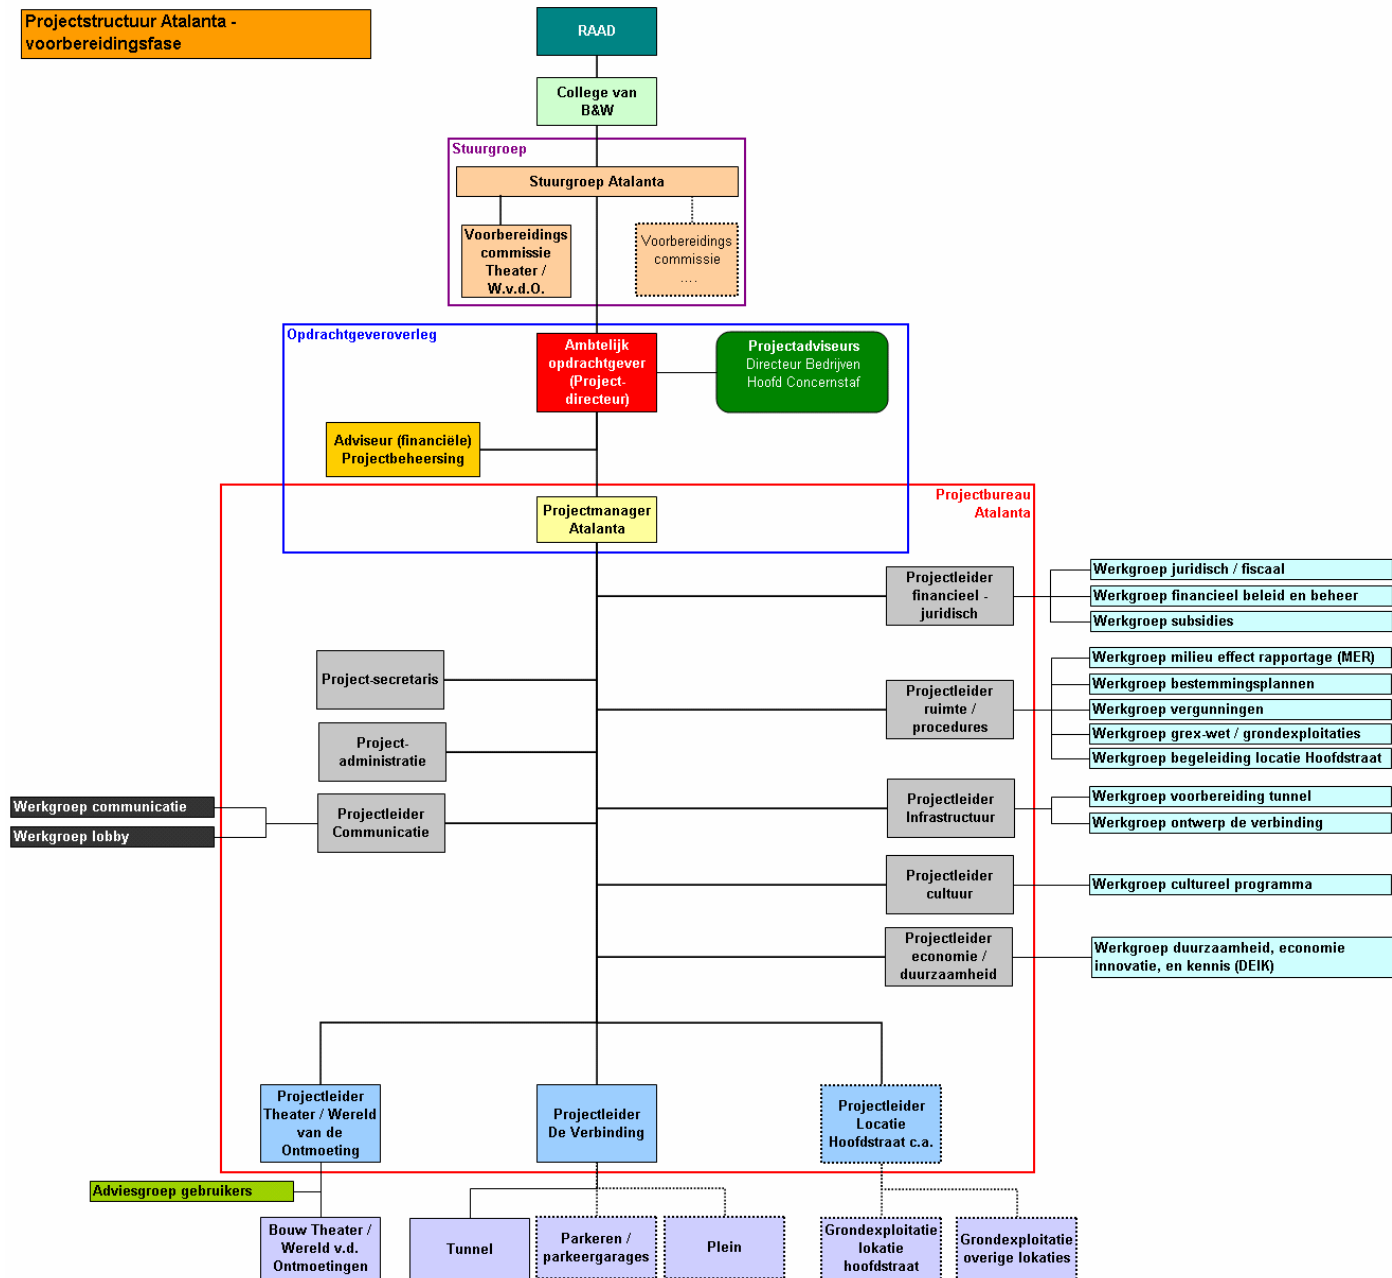 Projectstructuur Atalanta -
voorbereidingsfase
RAAD
College van
B&W
Stuurgroep
Stuurgroep Atalanta
Voorbereidings
commissie
Theater /
W.v.d.O.
Voorbereidings
commissie
....
Opdrachtgeveroverleg
Ambtelijk
opdrachtgever
(Project-
directeur)
Projectadviseurs
Directeur Bedrijven
Hoofd Concernstaf
Adviseur (financiële)
Projectbeheersing
Projectbureau
Atalanta
Projectmanager
Atalanta
Projectleider
financieel -
juridisch
Werkgroep juridisch / fiscaal
Werkgroep financieel beleid en beheer
Werkgroep subsidies
Project-secretaris
Projectleider
ruimte /
procedures
Werkgroep milieu effect rapportage (MER)
Werkgroep bestemmingsplannen
Werkgroep vergunningen
Werkgroep grex-wet / grondexploitaties
Werkgroep begeleiding locatie Hoofdstraat
Project-
administratie
Werkgroep communicatie
Werkgroep lobby
Projectleider
Communicatie
Projectleider
Infrastructuur
Werkgroep voorbereiding tunnel
Werkgroep ontwerp de verbinding
Projectleider
cultuur
Werkgroep cultureel programma
Projectleider
economie /
duurzaamheid
Werkgroep duurzaamheid, economie
innovatie, en kennis (DEIK)
Projectleider
Theater / Wereld
van de
Ontmoeting
Projectleider
De Verbinding
Projectleider
Locatie
Hoofdstraat c.a.
Adviesgroep gebruikers
Bouw Theater /
Wereld v.d.
Ontmoetingen
Tunnel
Parkeren /
parkeergarages
Plein
Grondexploitatie
lokatie
hoofdstraat
Grondexploitatie
overige lokaties